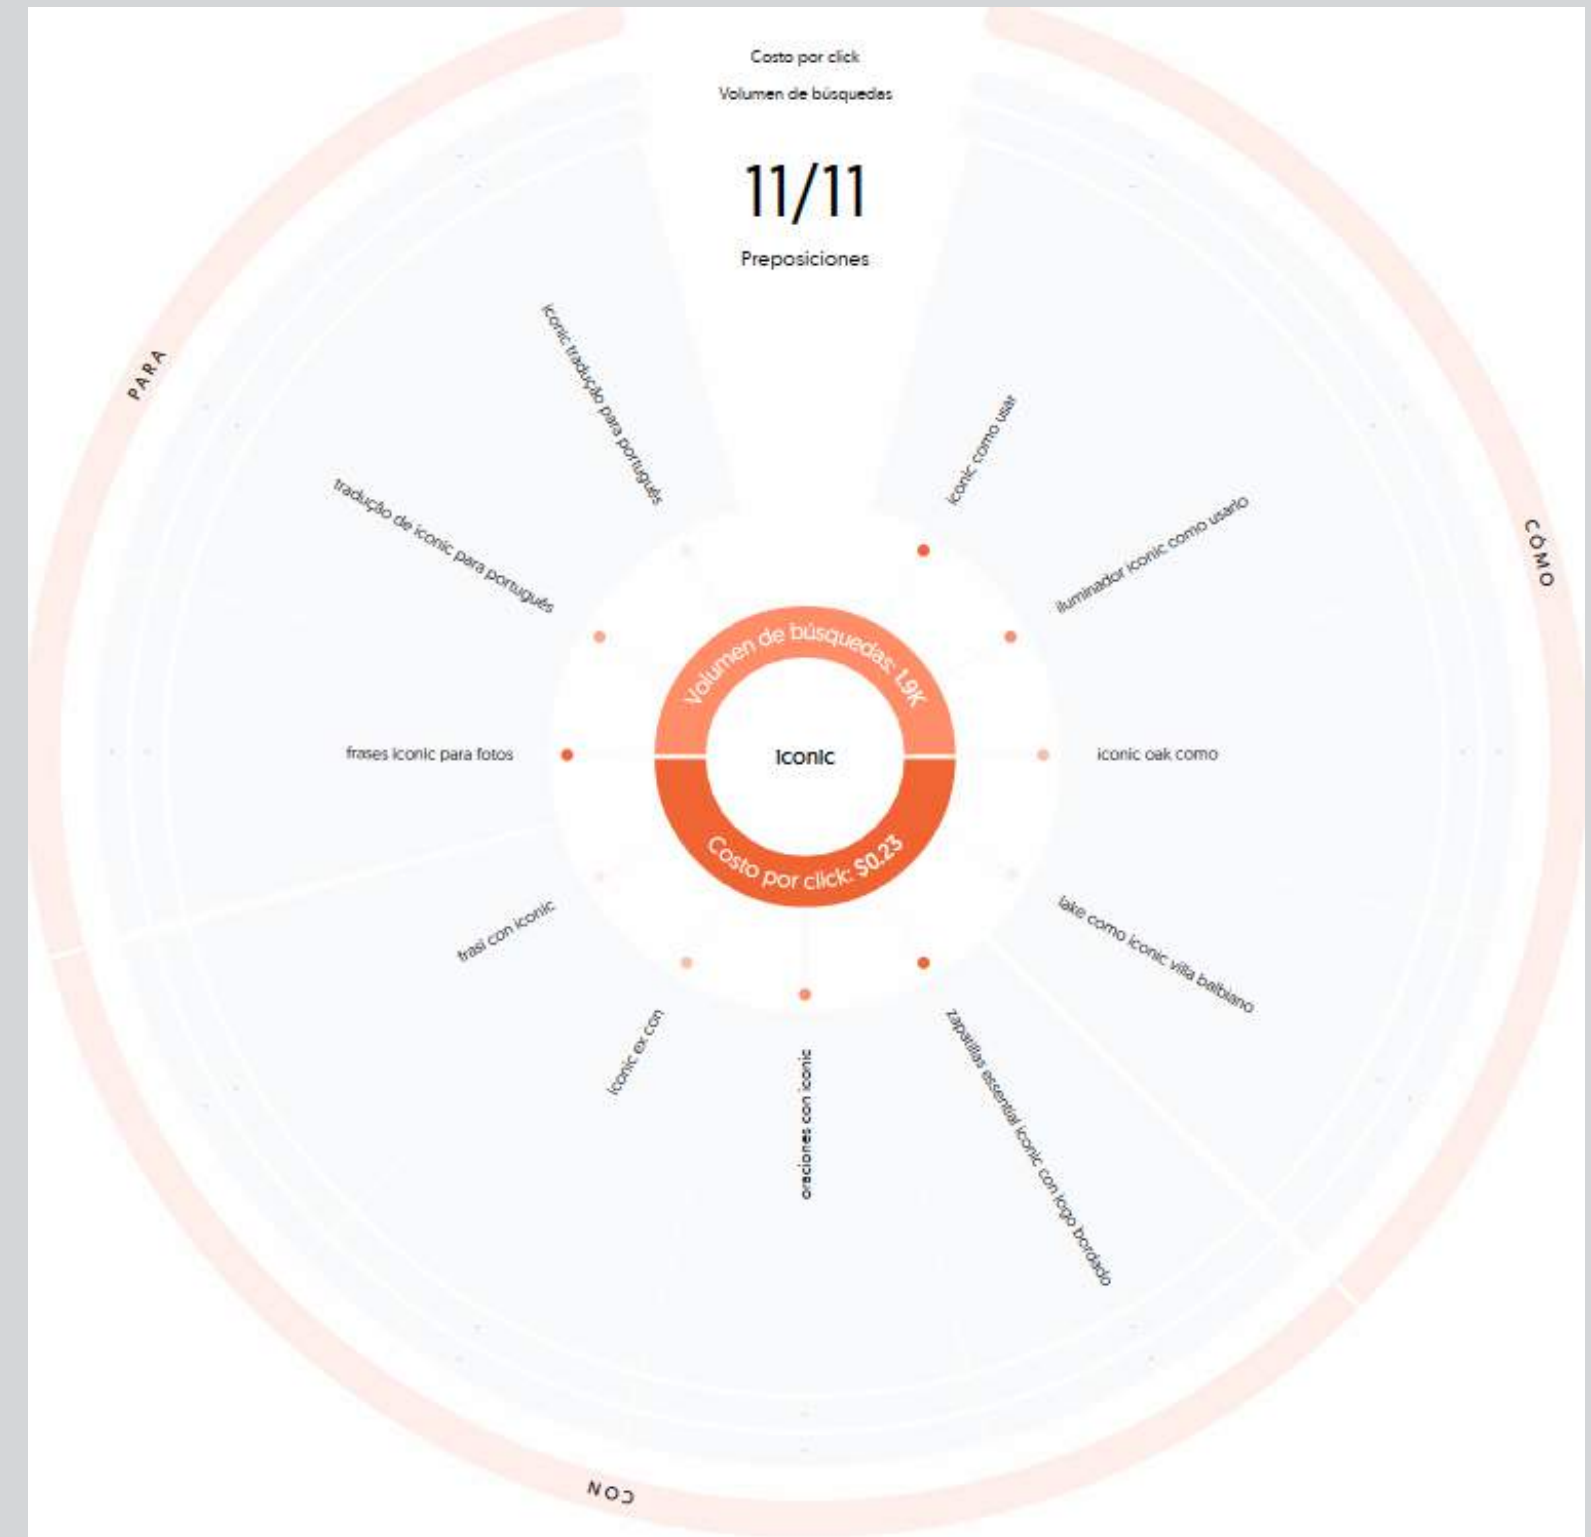 Costo por click
Volumen de búsquedas
11/11
Preposiciones
CÓMO
iconic como usar
iluminador iconic como usarlo
iconic oak como
lake como iconic villa balbiano
CON
zapatillas essential iconic con logo bordado
oraciones con iconic
iconic ex con
frasi con iconic
PARA
frases iconic para fotos
tradução de iconic para português
iconic tradução para português
Volumen de búsquedas: 1.9K
iconic
Costo por click: $0.23